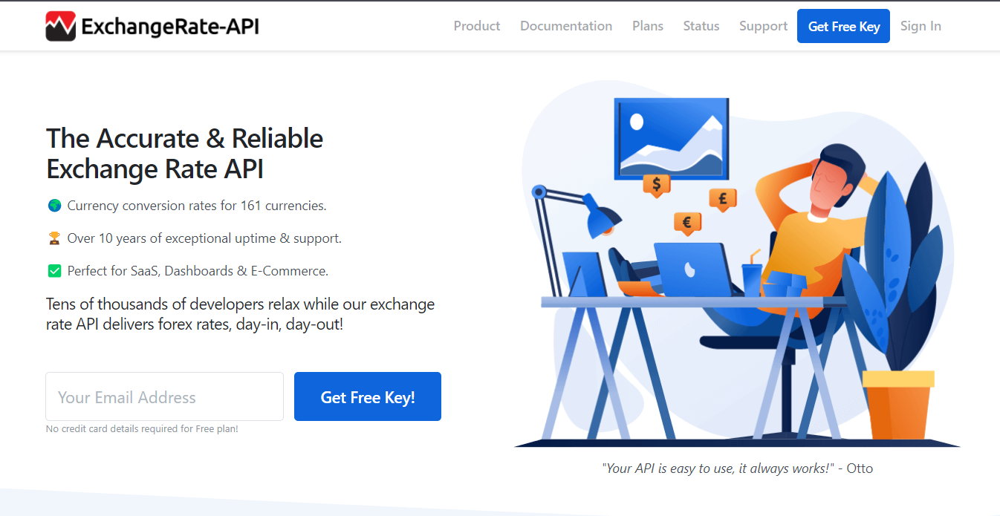 ExchangeRate-API
Product Documentation Plans Status Support Get Free Key Sign In
The Accurate & Reliable
Exchange Rate API
Currency conversion rates for 161 currencies.
Over 10 years of exceptional uptime & support.
Perfect for SaaS, Dashboards & E-Commerce.
Tens of thousands of developers relax while our exchange
rate API delivers forex rates, day-in, day-out!
Your Email Address
Get Free Key!
No credit card details required for Free plan!
$
£
€
"Your API is easy to use, it always works!" - Otto